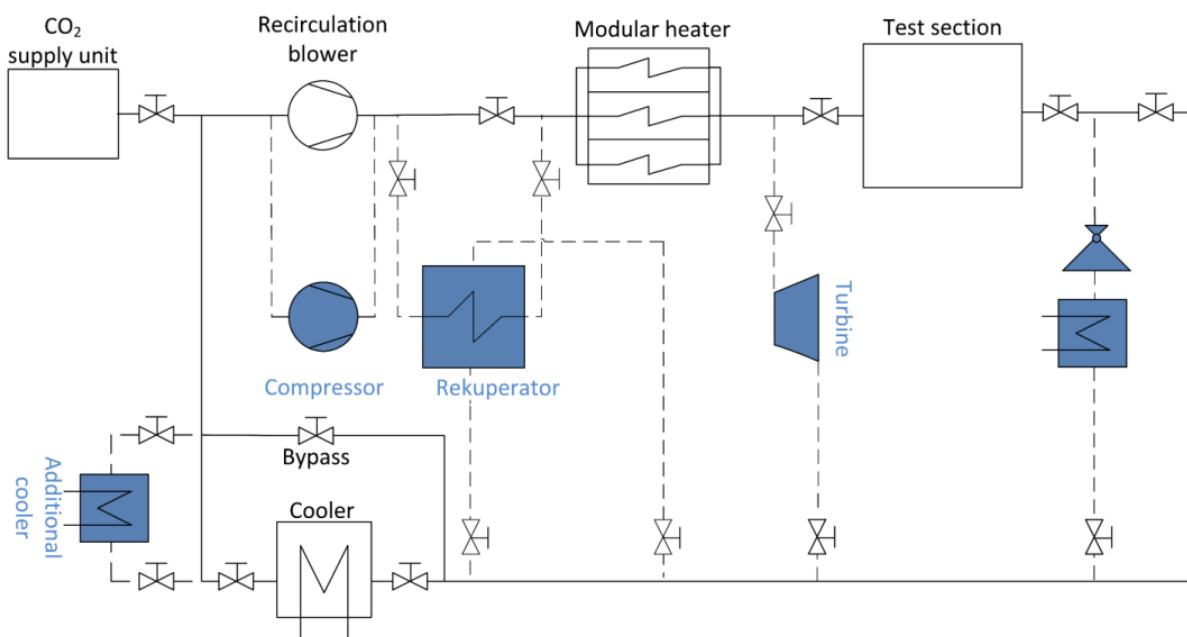 CO₂
supply unit
Recirculation
blower
Modular heater
Test section
Compressor
Rekuperator
Turbine
Bypass
Additional
cooler
Cooler